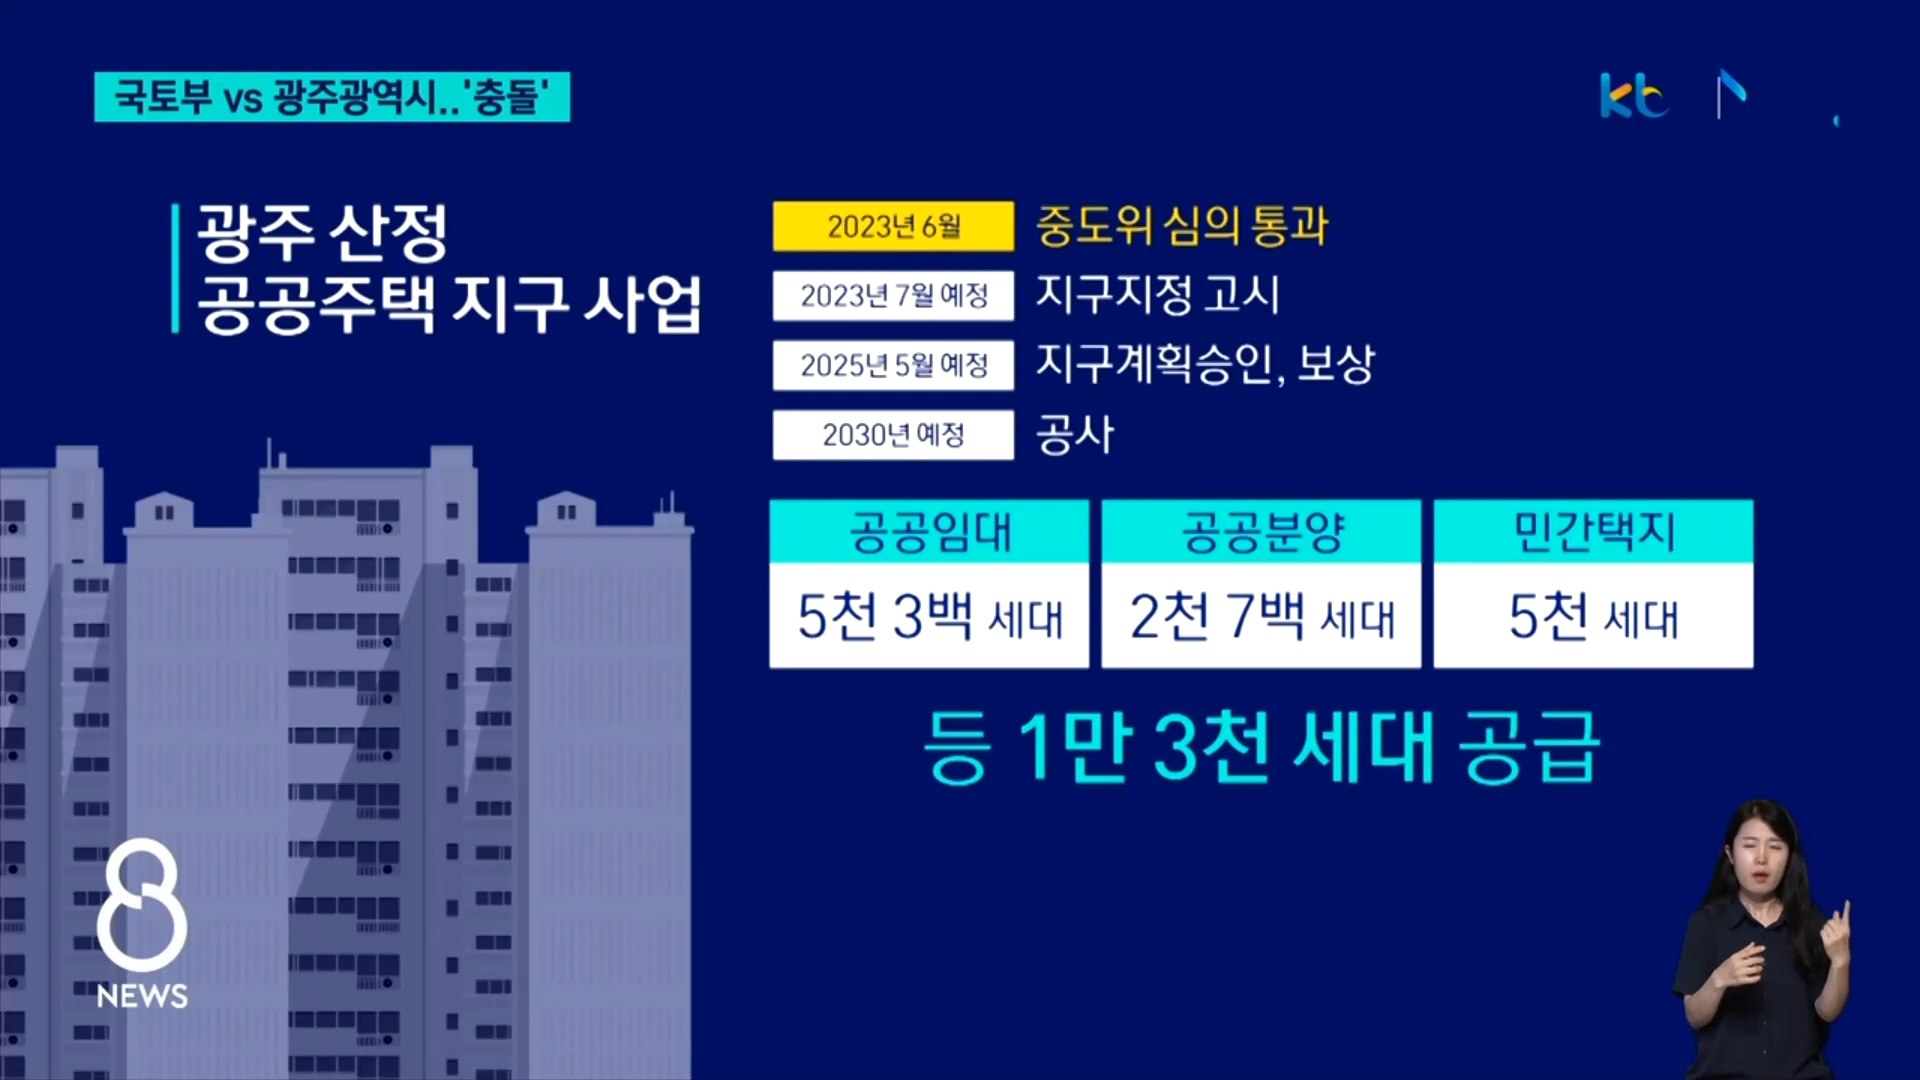 국토부 vs 광주광역시..'충돌'
광주 산정
공공주택 지구 사업
2023년 6월 중도위 심의 통과
2023년 7월 예정 지구지정 고시
2025년 5월 예정 지구계획승인, 보상
2030년 예정 공사
공공임대 공공분양 민간택지
5천 3백 세대 2천 7백 세대 5천 세대
등 1만 3천 세대 공급
8
NEWS